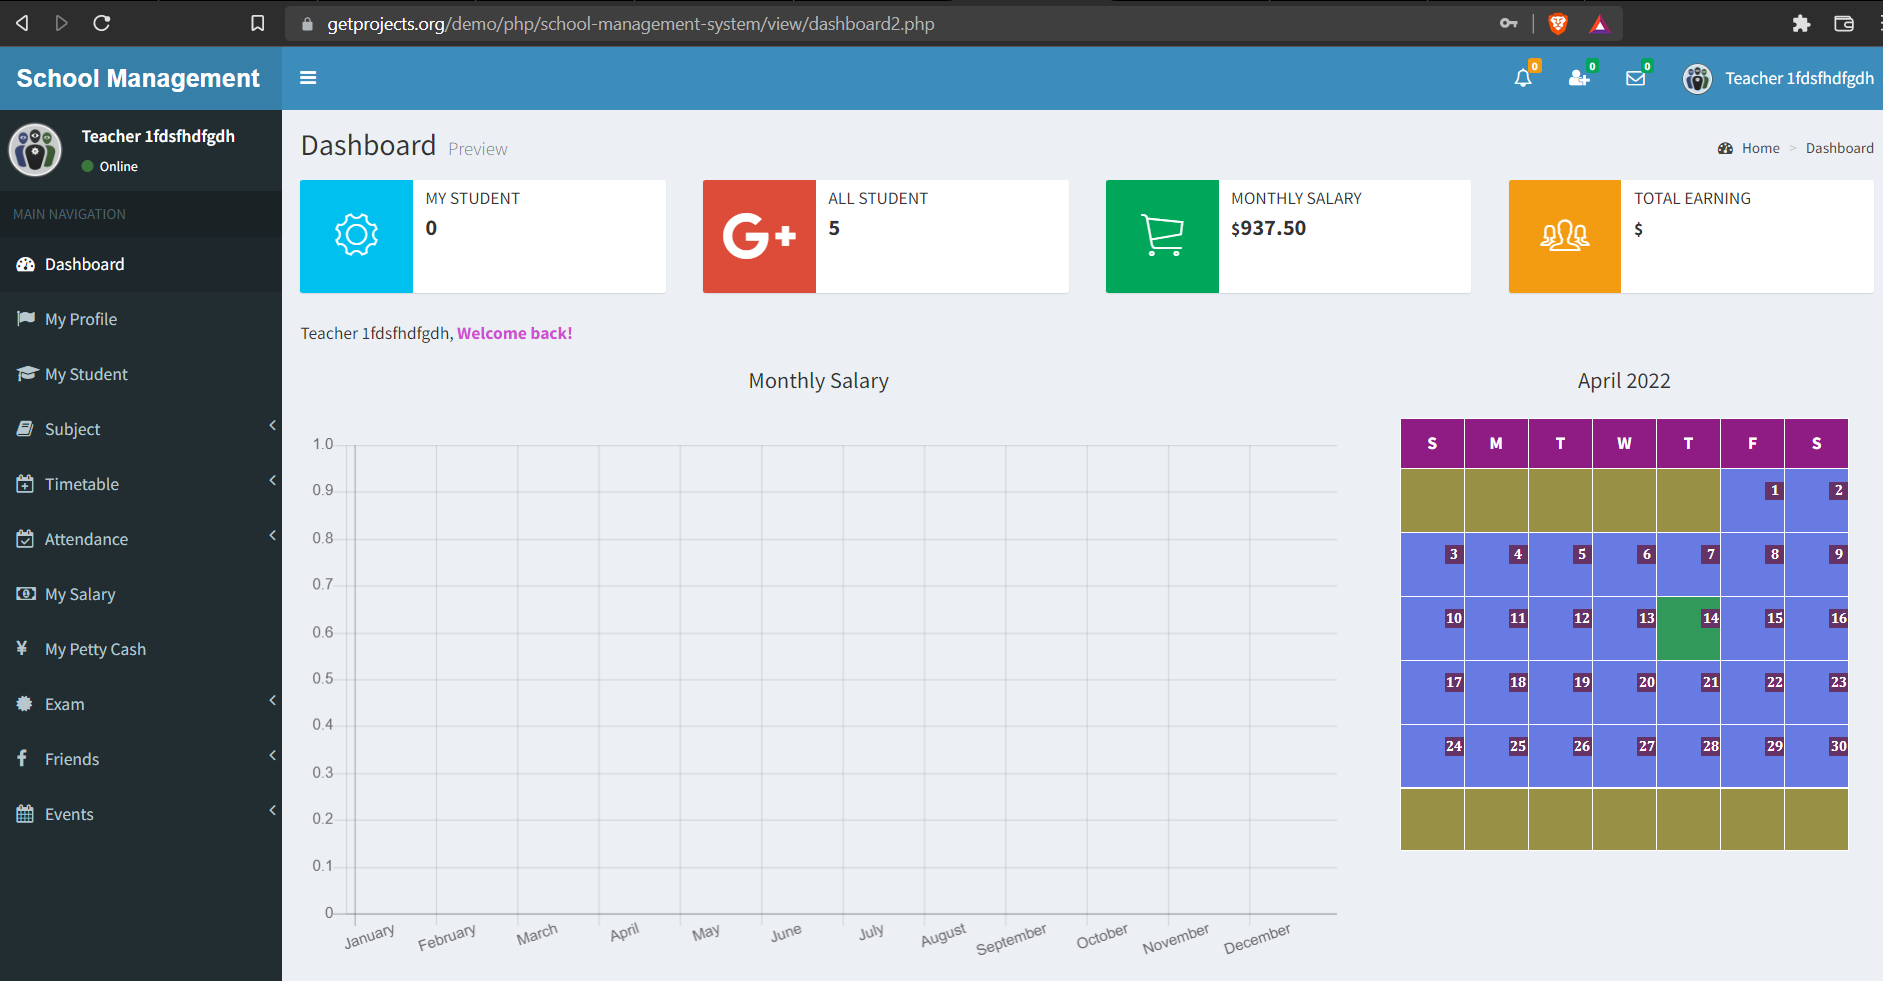 getprojects.org/demo/php/school-management-system/view/dashboard2.php
School Management
0
0
0
Teacher 1fdsfhdfgdh
Teacher 1fdsfhdfgdh
Online
MAIN NAVIGATION
Dashboard
My Profile
My Student
Subject
Timetable
Attendance
My Salary
¥ My Petty Cash
Exam
Friends
Events
Dashboard Preview
Home > Dashboard
MY STUDENT
0
G+
ALL STUDENT
5
MONTHLY SALARY
$937.50
TOTAL EARNING
$
Teacher 1fdsfhdfgdh, Welcome back!
Monthly Salary
1.0
0.9
0.8
0.7
0.6
0.5
0.4
0.3
0.2
0.1
0
January February March April May June July August September October November December
April 2022
S M T W T F S
1 2
3 4 5 6 7 8 9
10 11 12 13 14 15 16
17 18 19 20 21 22 23
24 25 26 27 28 29 30